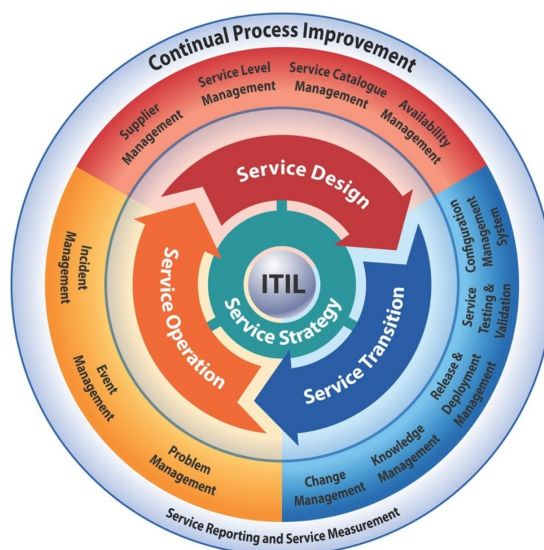 Continual Process Improvement
Supplier
Management
Service Level
Management
Service Catalogue
Management
Availability
Management
Configuration
Management
System
Service
Testing &
Validation
Release &
Deployment
Management
Knowledge
Management
Change
Management
Problem
Management
Event
Management
Incident
Management
Service Design
Service Transition
Service Operation
Service Strategy
ITIL
Service Reporting and Service Measurement